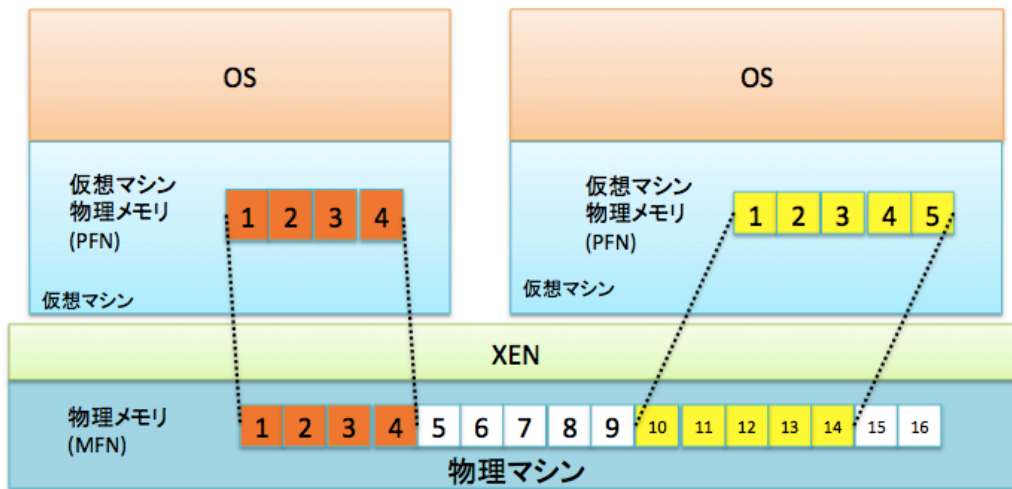 OS
仮想マシン
物理メモリ
(PFN)
1 2 3 4
仮想マシン
OS
仮想マシン
物理メモリ
(PFN)
1 2 3 4 5
仮想マシン
XEN
物理メモリ
(MFN)
1 2 3 4 5 6 7 8 9 10 11 12 13 14 15 16
物理マシン